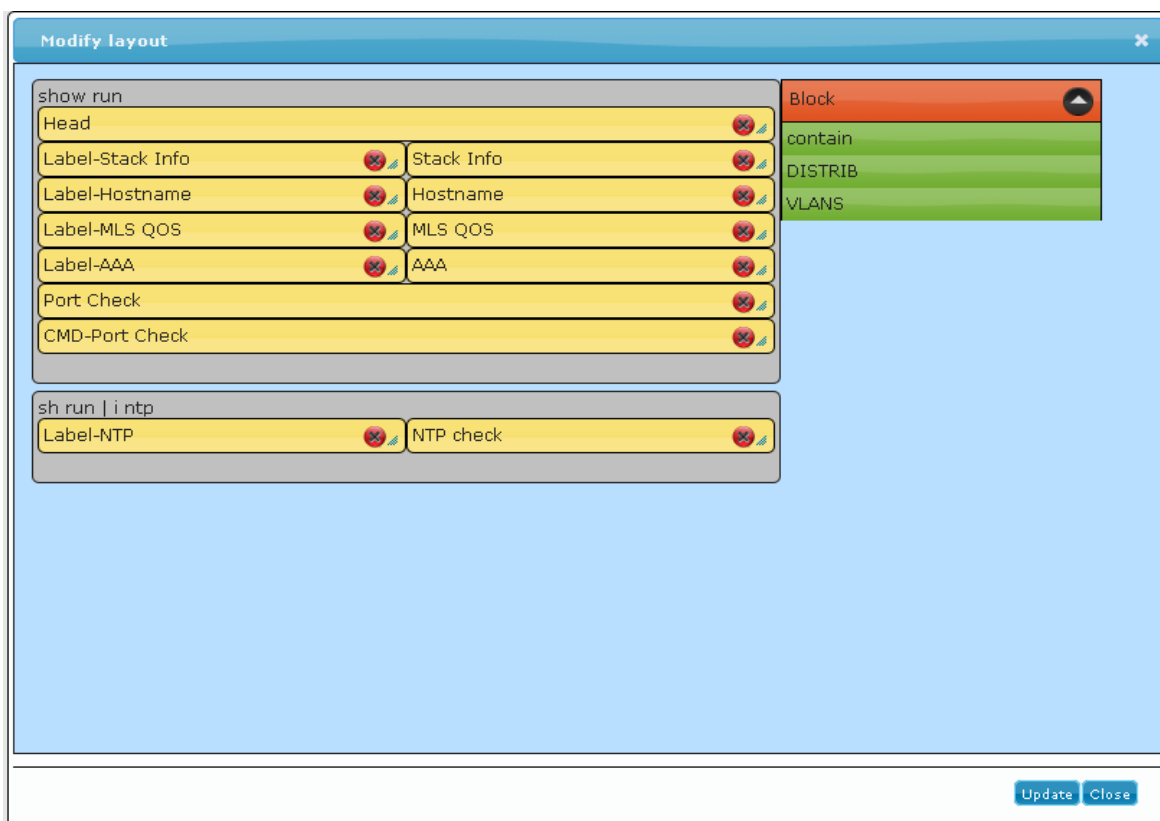 Modify layout
show run
Head
Label-Stack Info Stack Info
Label-Hostname Hostname
Label-MLS QOS MLS QOS
Label-AAA AAA
Port Check
CMD-Port Check
sh run | i ntp
Label-NTP NTP check
Block
contain
DISTRIB
VLANS
Update Close